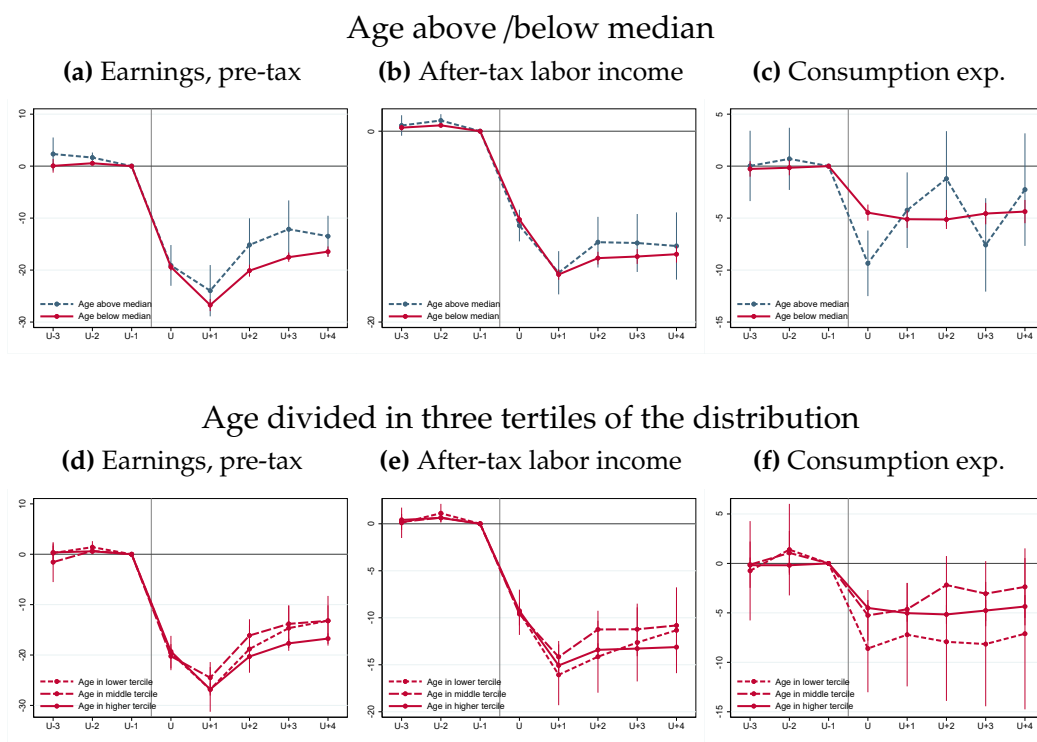 Age above /below median
(a) Earnings, pre-tax
(b) After-tax labor income
(c) Consumption exp.
10
0
-10
-20
-30
Age above median
Age below median
U-3 U-2 U-1 U U+1 U+2 U+3 U+4
0
-20
Age above median
Age below median
U-3 U-2 U-1 U U+1 U+2 U+3 U+4
5
0
-5
-10
-15
Age above median
Age below median
U-3 U-2 U-1 U U+1 U+2 U+3 U+4
Age divided in three tertiles of the distribution
(d) Earnings, pre-tax
(e) After-tax labor income
(f) Consumption exp.
10
0
-10
-20
-30
Age in lower tercile
Age in middle tercile
Age in higher tercile
U-3 U-2 U-1 U U+1 U+2 U+3 U+4
0
-5
-10
-15
-20
Age in lower tercile
Age in middle tercile
Age in higher tercile
U-3 U-2 U-1 U U+1 U+2 U+3 U+4
5
0
-5
-10
-15
Age in lower tercile
Age in middle tercile
Age in higher tercile
U-3 U-2 U-1 U U+1 U+2 U+3 U+4